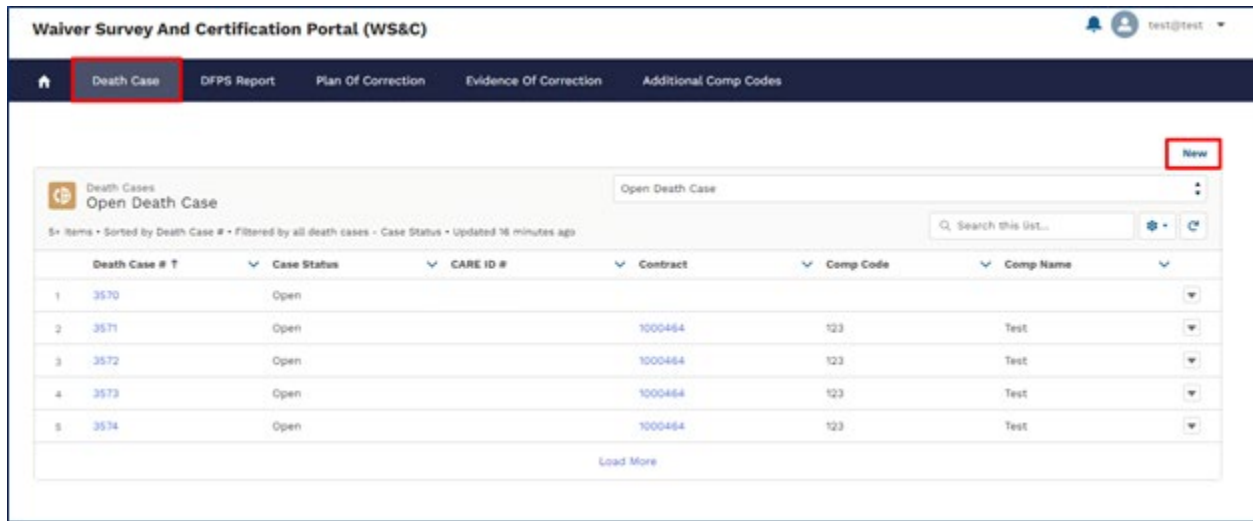 Waiver Survey And Certification Portal (WS&C)
test@test
Death Case DFPS Report Plan Of Correction Evidence Of Correction Additional Comp Codes
New
Death Cases
Open Death Case
Open Death Case
5+ items • Sorted by Death Case # • Filtered by all death cases - Case Status • Updated 16 minutes ago
Search this list...
Death Case # ↑ Case Status CARE ID # Contract Comp Code Comp Name
1 3570 Open
2 3571 Open 1000464 123 Test
3 3572 Open 1000464 123 Test
4 3573 Open 1000464 123 Test
5 3574 Open 1000464 123 Test
Load More